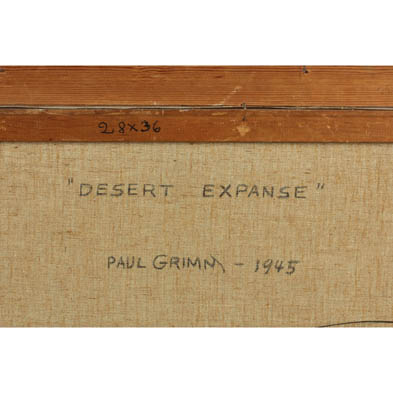 28x36
"DESERT EXPANSE"
PAUL GRIMM - 1945